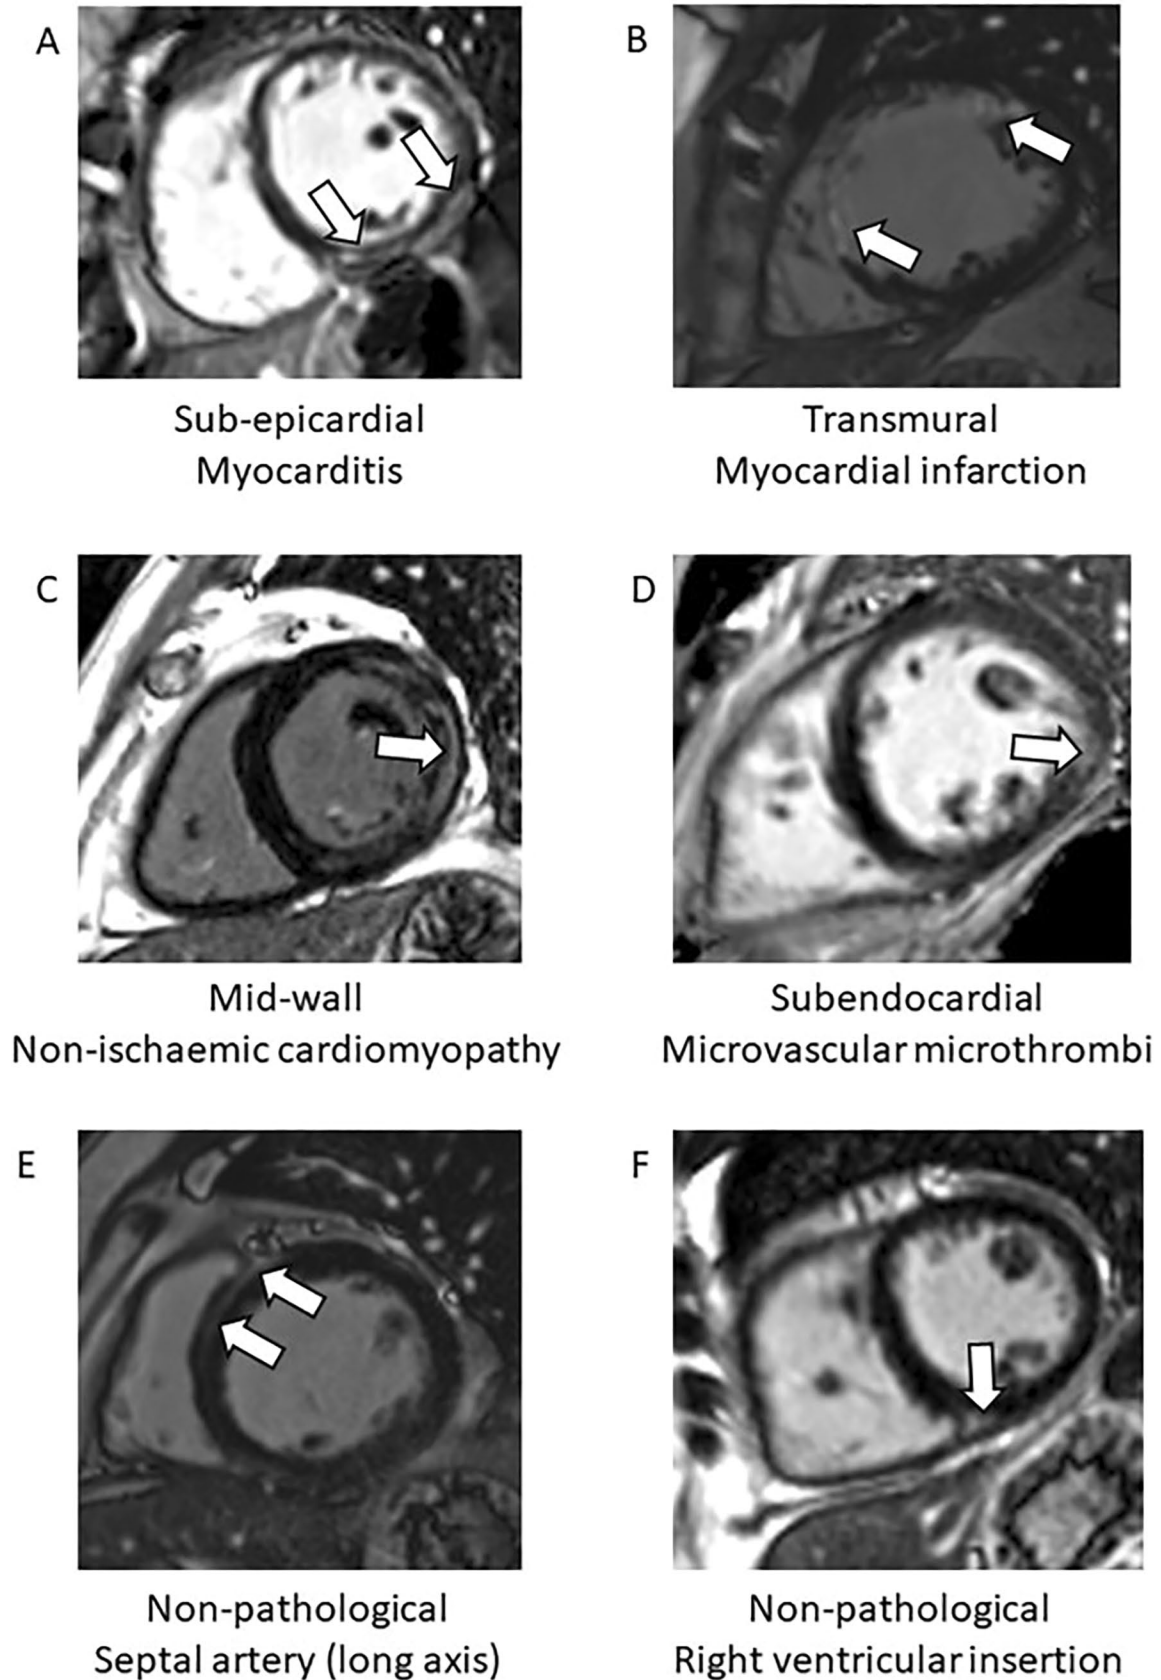 A
B
Sub-epicardial
Myocarditis
Transmural
Myocardial infarction
C
D
Mid-wall
Non-ischaemic cardiomyopathy
Subendocardial
Microvascular microthrombi
E
F
Non-pathological
Septal artery (long axis)
Non-pathological
Right ventricular insertion